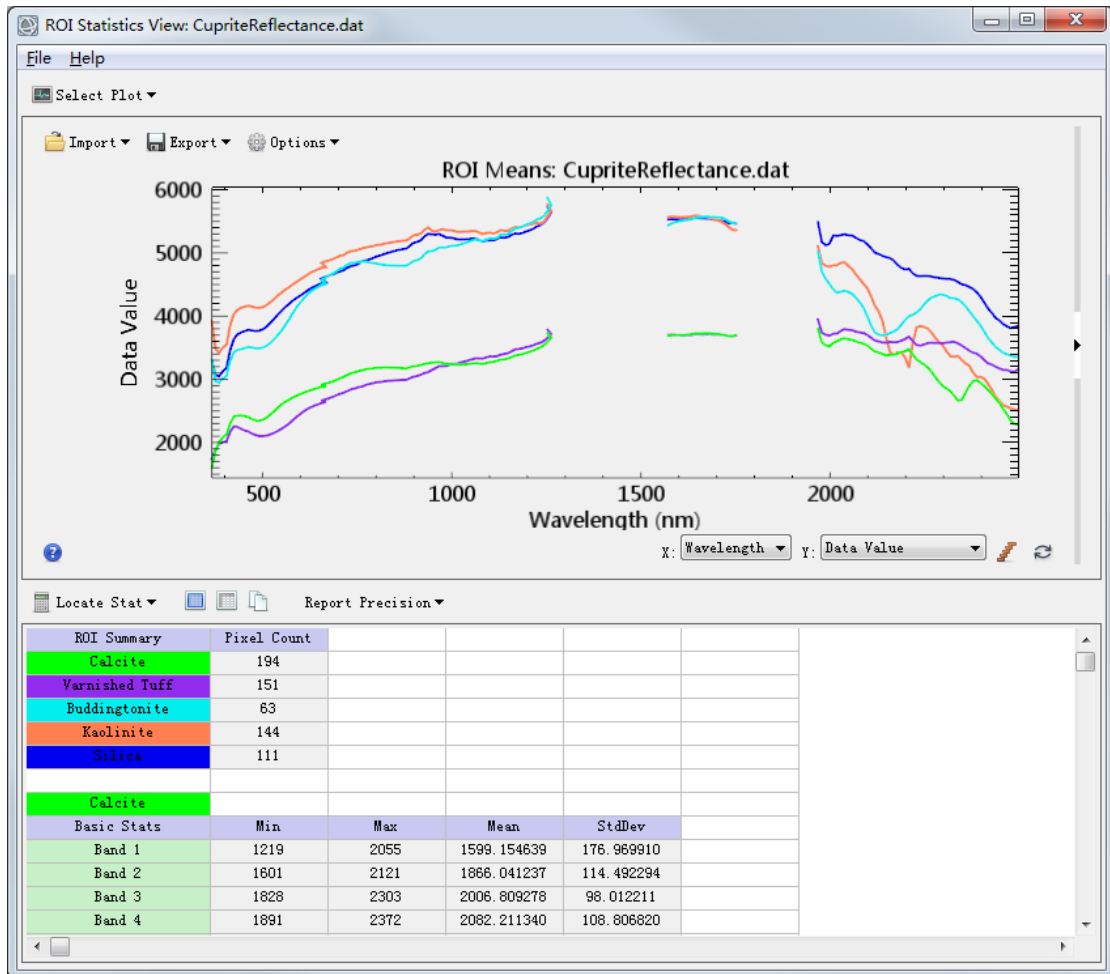 ROI Statistics View: CupriteReflectance.dat
File Help
Select Plot
Import Export Options
ROI Means: CupriteReflectance.dat
6000
5000
4000
3000
2000
Data Value
500 1000 1500 2000
Wavelength (nm)
X: Wavelength Y: Data Value
Locate Stat Report Precision
ROI Summary Pixel Count
Calcite 194
Varnished Tuff 151
Buddingtonite 63
Kaolinite 144
Silica 111
Calcite
Basic Stats Min Max Mean StdDev
Band 1 1219 2055 1599.154639 176.969910
Band 2 1601 2121 1866.041237 114.492294
Band 3 1828 2303 2006.809278 98.012211
Band 4 1891 2372 2082.211340 108.806820